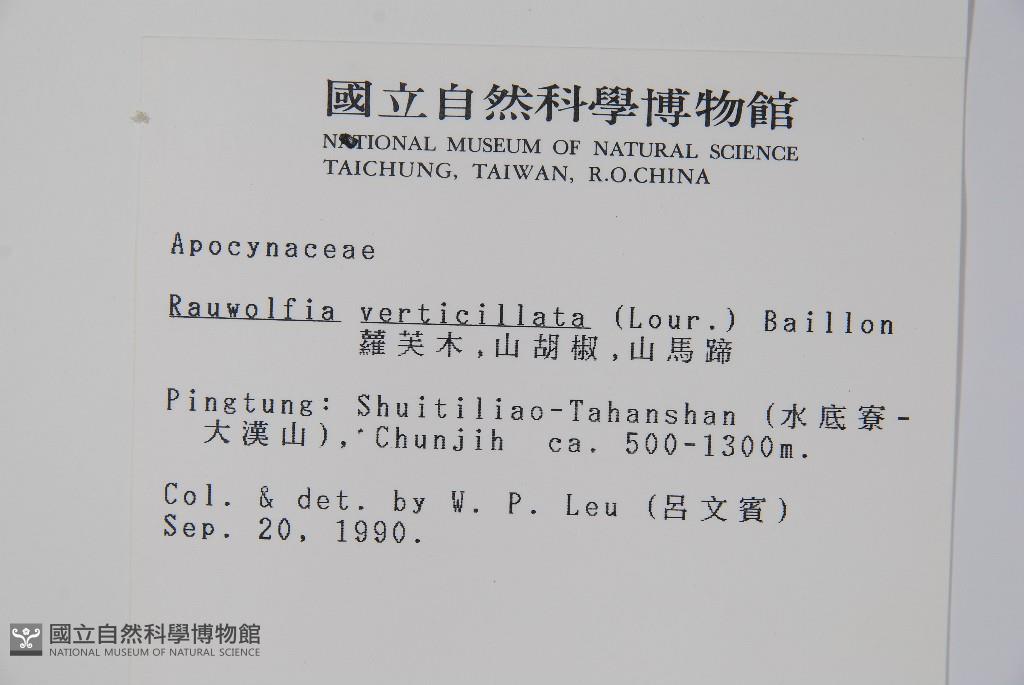 國立自然科學博物館
NATIONAL MUSEUM OF NATURAL SCIENCE
TAICHUNG, TAIWAN, R.O.CHINA
Apocynaceae
Rauwolfia verticillata (Lour.) Baillon
蘿芙木,山胡椒,山馬蹄
Pingtung: Shuitiliao-Tahanshan (水底寮-
大漢山), Chunjih ca. 500-1300m.
Col. & det. by W. P. Leu (呂文賓)
Sep. 20, 1990.
國立自然科學博物館
NATIONAL MUSEUM OF NATURAL SCIENCE